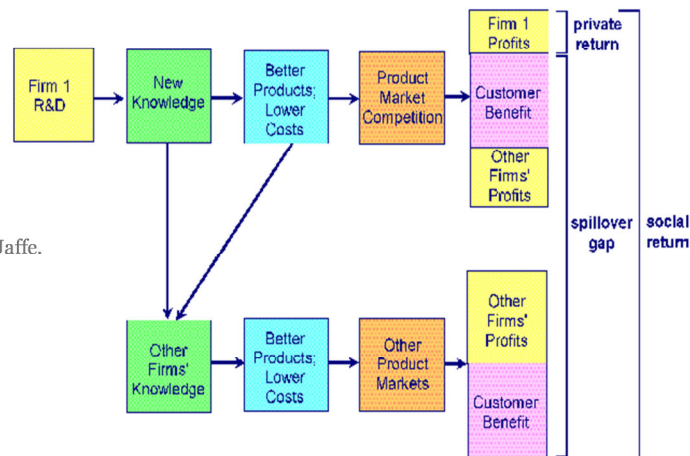 Firm 1
R&D
New
Knowledge
Better
Products;
Lower
Costs
Product
Market
Competition
Firm 1
Profits
Customer
Benefit
Other
Firms'
Profits
private
return
spillover
gap
social
return
Jaffe.
Other
Firms'
Knowledge
Better
Products;
Lower
Costs
Other
Product
Markets
Other
Firms'
Profits
Customer
Benefit